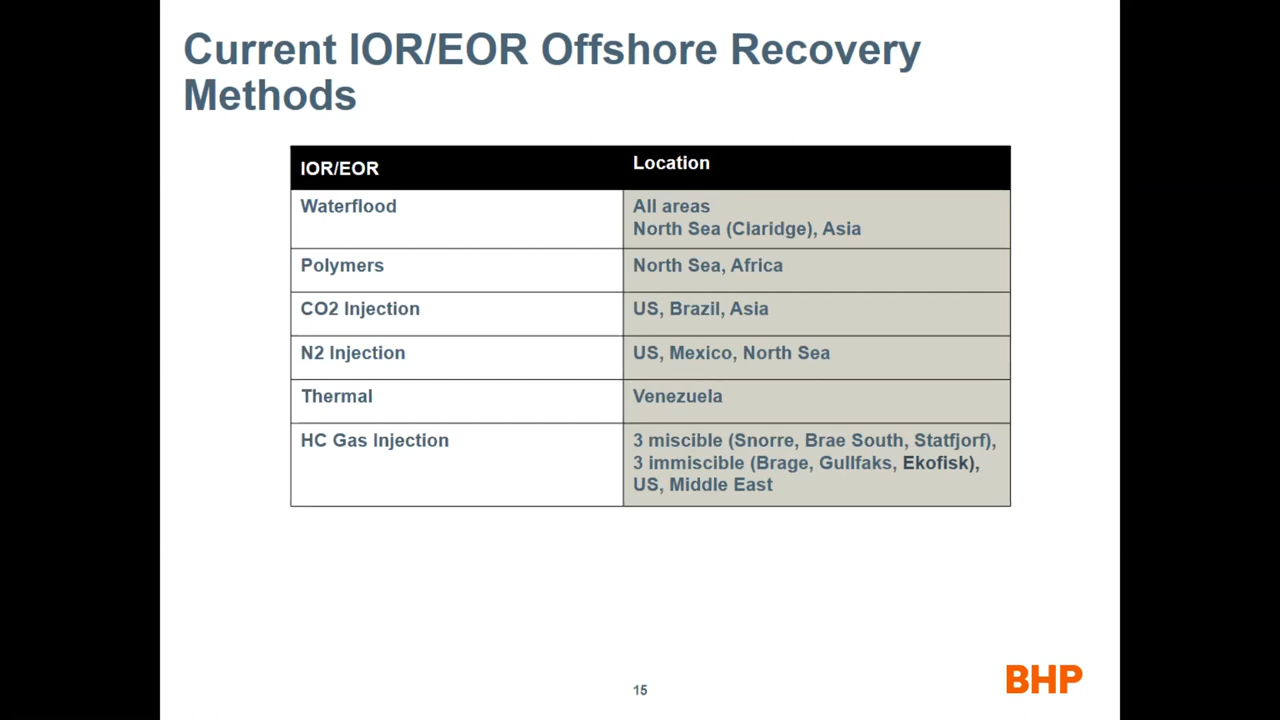 Current IOR/EOR Offshore Recovery
Methods
IOR/EOR
Location
Waterflood
All areas
North Sea (Claridge), Asia
Polymers
North Sea, Africa
CO2 Injection
US, Brazil, Asia
N2 Injection
US, Mexico, North Sea
Thermal
Venezuela
HC Gas Injection
3 miscible (Snorre, Brae South, Statfjorf),
3 immiscible (Brage, Gullfaks, Ekofisk),
US, Middle East
15
BHP